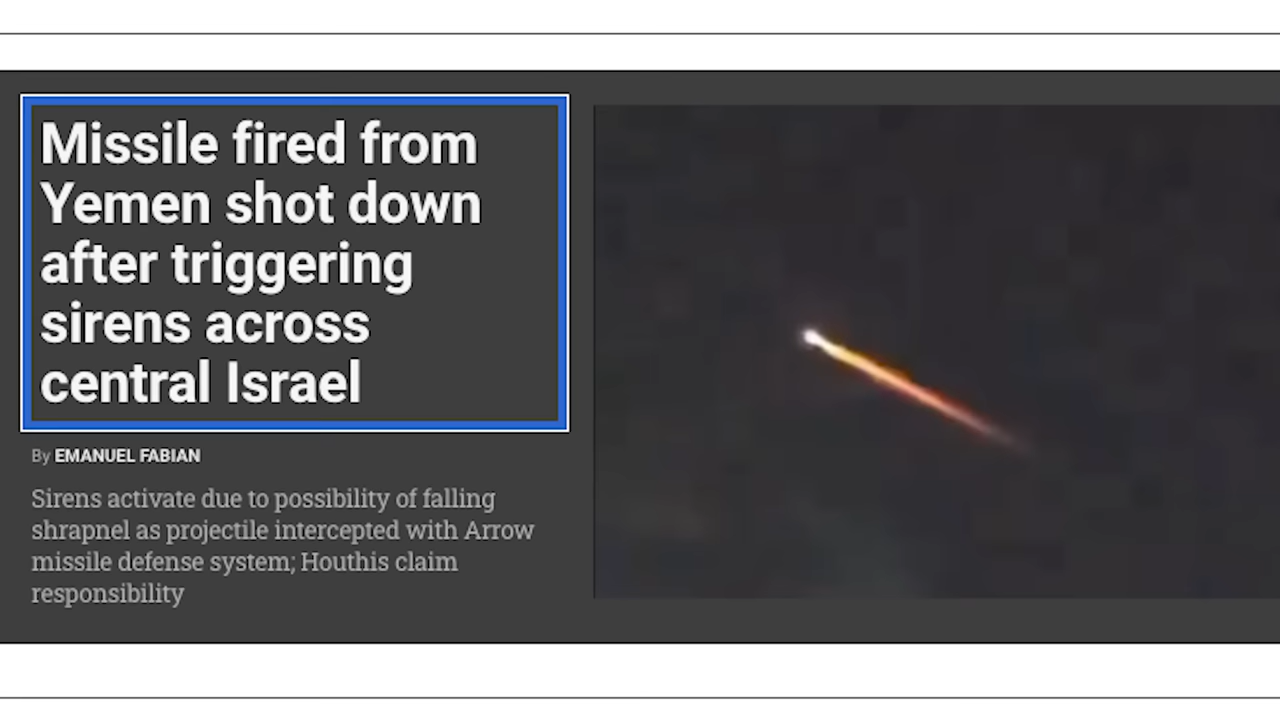 Missile fired from
Yemen shot down
after triggering
sirens across
central Israel
By EMANUEL FABIAN
Sirens activate due to possibility of falling
shrapnel as projectile intercepted with Arrow
missile defense system; Houthis claim
responsibility